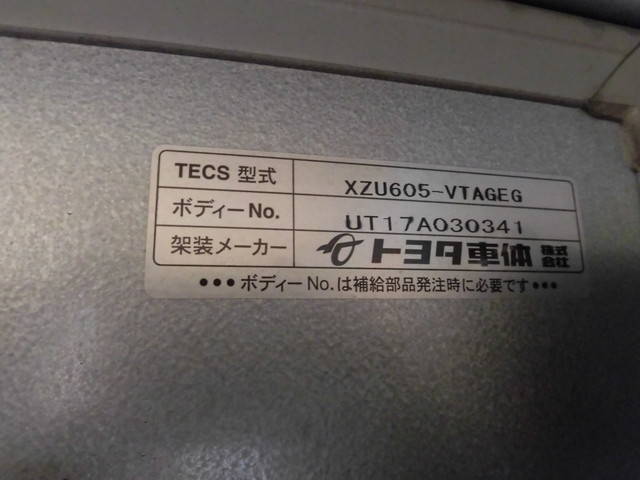 TECS 型式 XZU605-VTAGEG
ボディーNo. UT17A030341
架装メーカー トヨタ車体 株式会社
●●● ボディーNo.は補給部品発注時に必要です ●●●